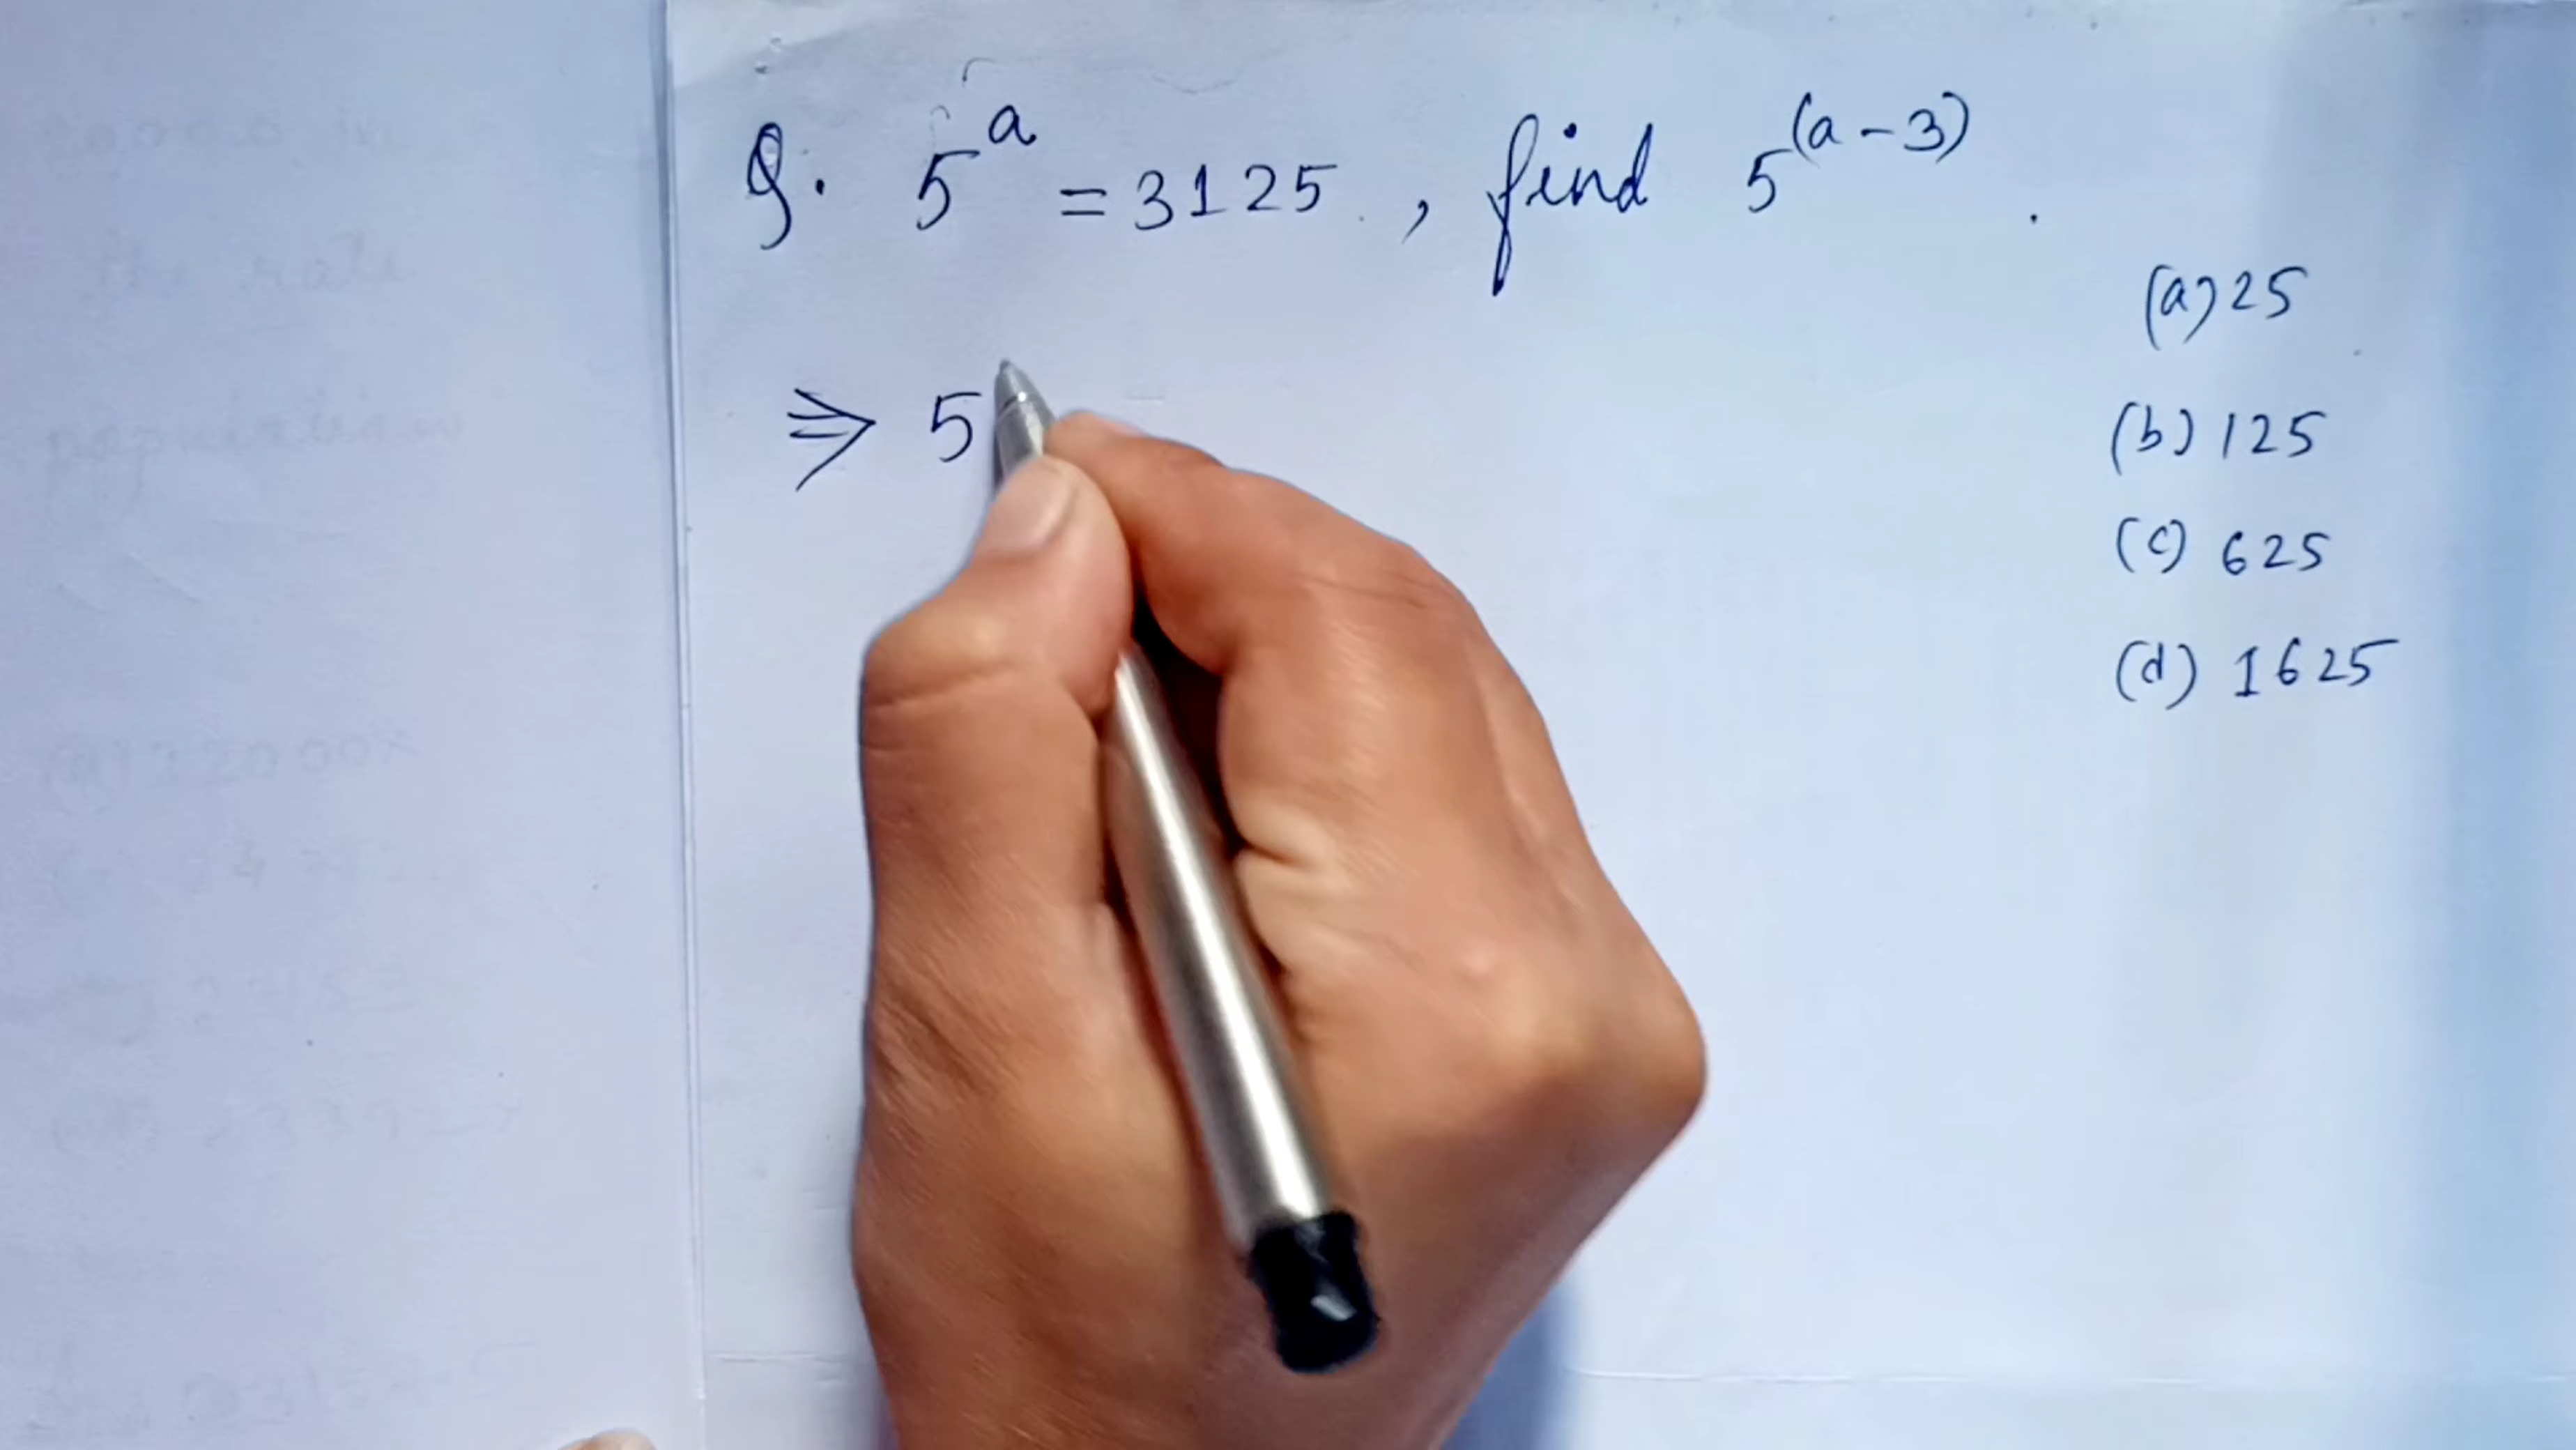 Q. 5^a = 3125, find 5^(a-3).
(a) 25
⇒ 5
(b) 125
(c) 625
(d) 1625